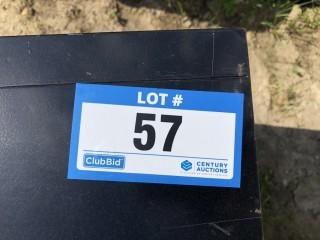 LOT #
57
ClubBid
CENTURY
AUCTIONS